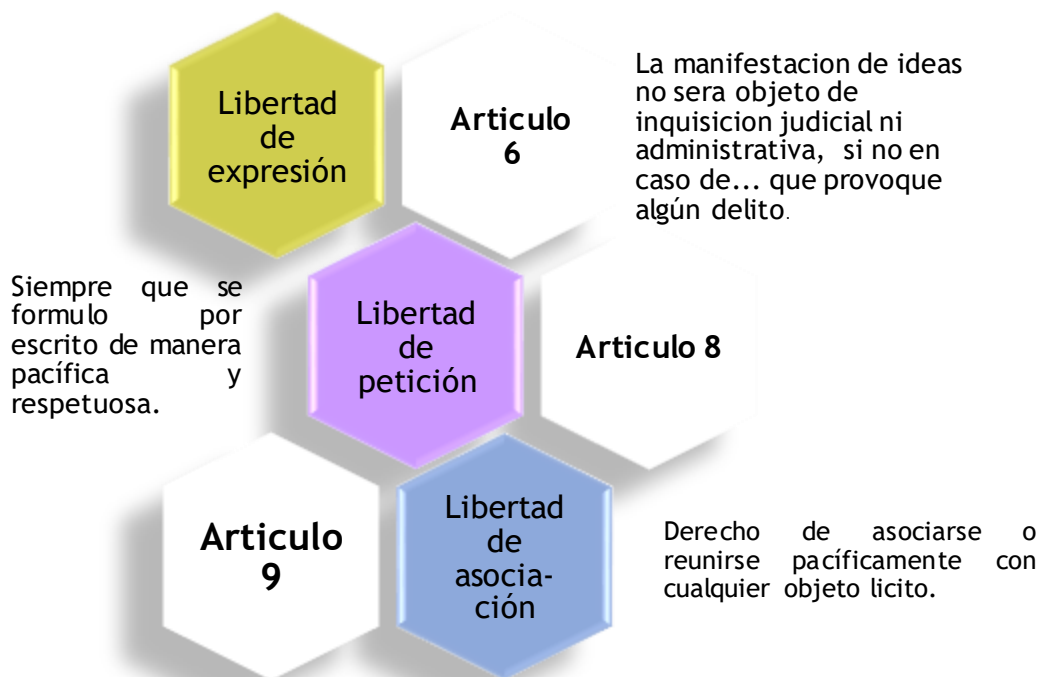 Libertad
de
expresión
Articulo
6
La manifestacion de ideas
no sera objeto de
inquisicion judicial ni
administrativa, si no en
caso de... que provoque
algún delito.
Siempre que se
formulo por
escrito de manera
pacífica y
respetuosa.
Libertad
de
petición
Articulo 8
Articulo
9
Libertad
de
asocia-
ción
Derecho de asociarse o
reunirse pacíficamente con
cualquier objeto licito.